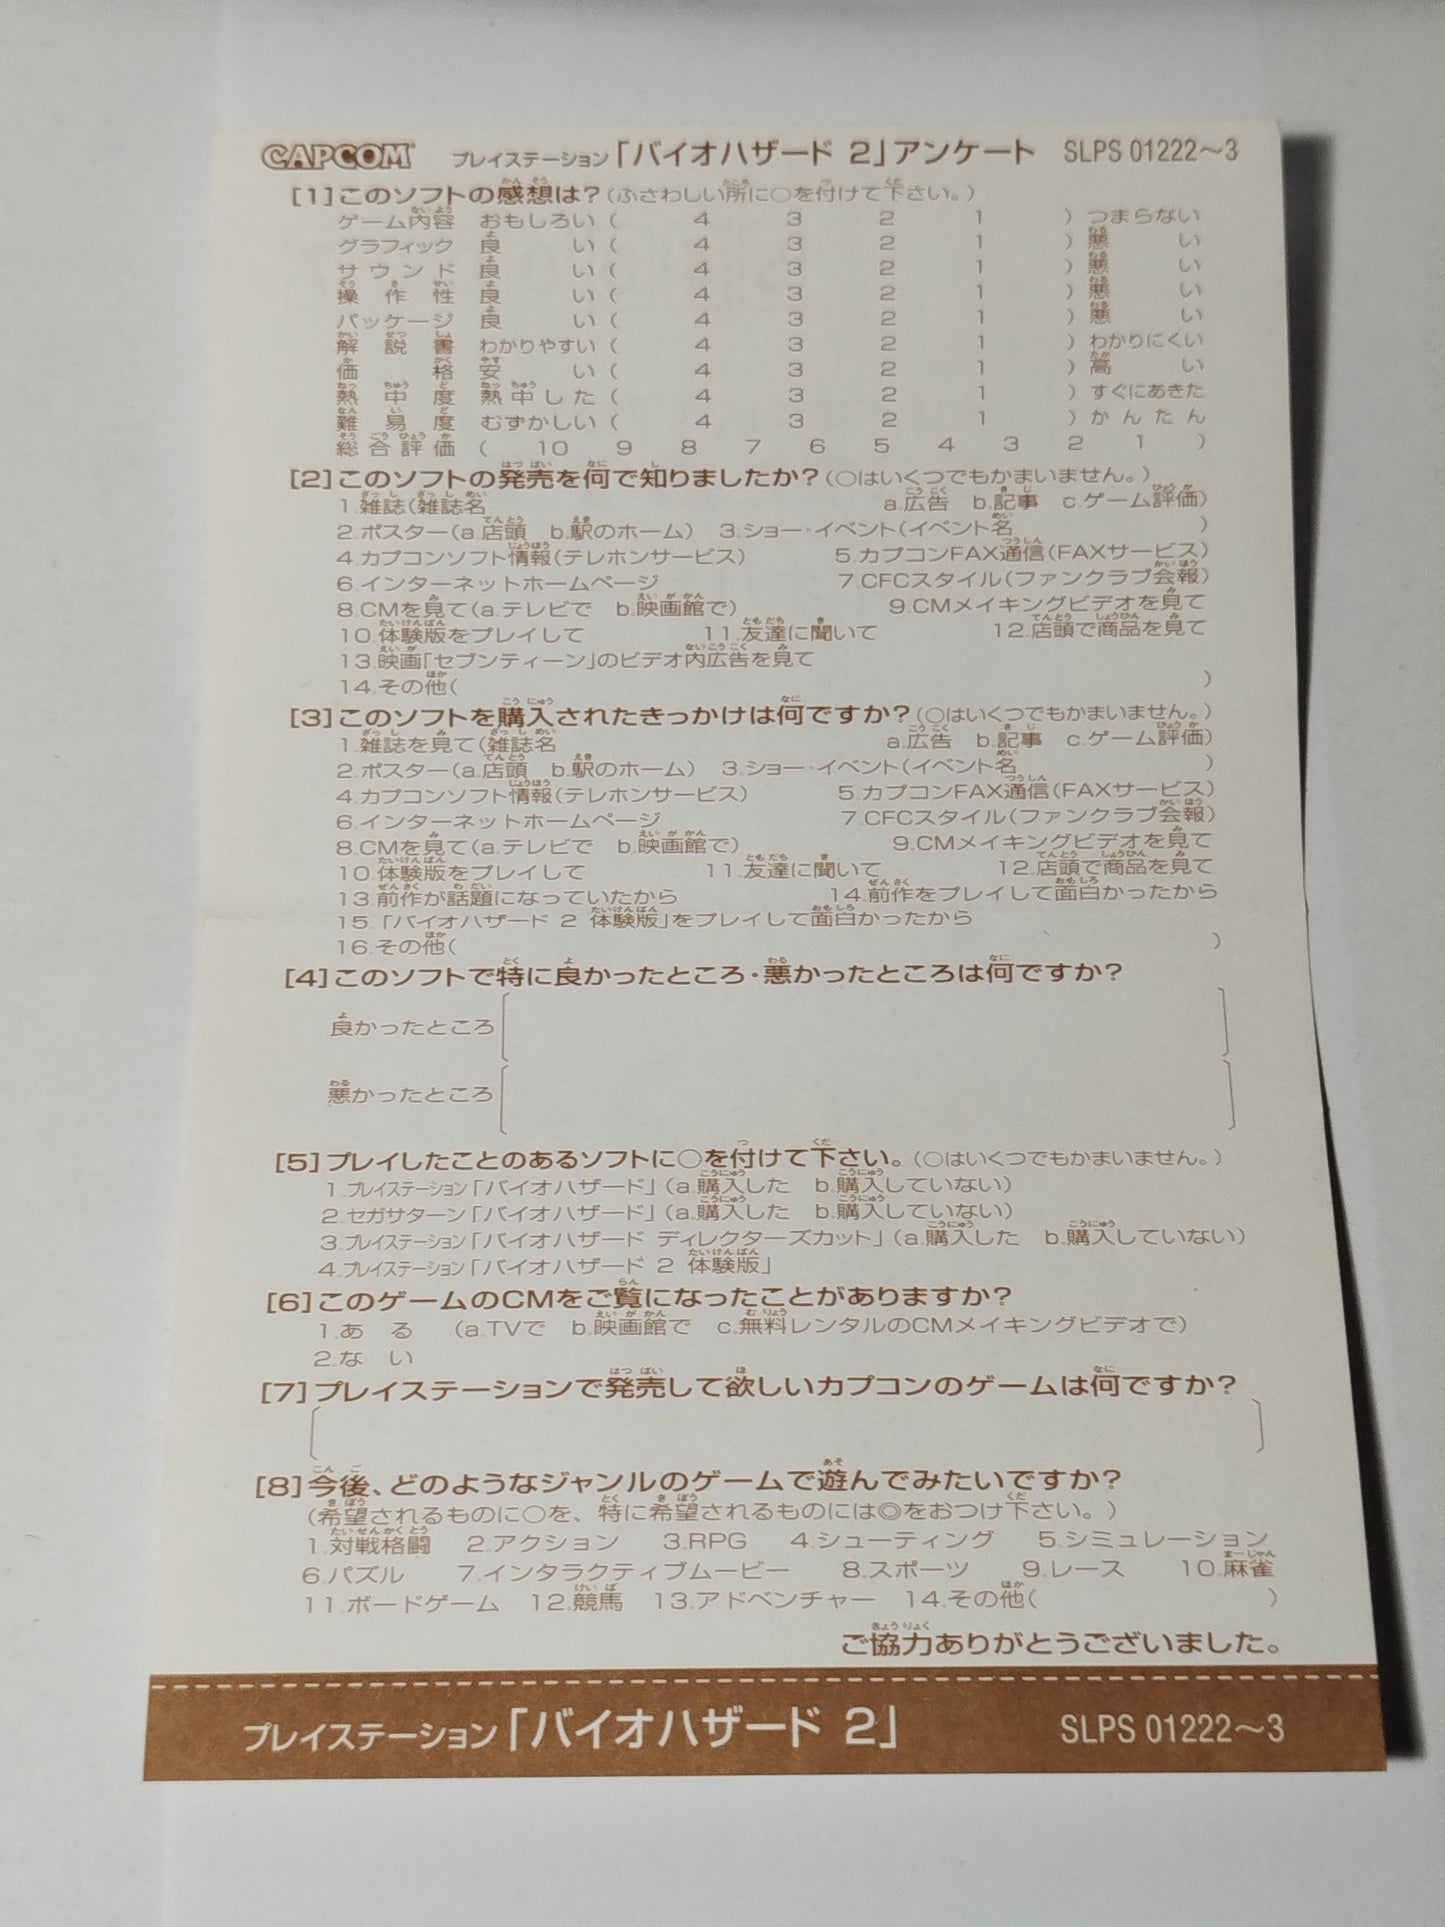 CAPCOM プレイステーション「バイオハザード 2」アンケート SLPS 01222～3
[1]このソフトの感想は？(ふさわしい所に○を付けて下さい。)
ゲーム内容 おもしろい ( 4 3 2 1 ) つまらない
グラフィック 良い ( 4 3 2 1 ) 悪い
サウンド 良い ( 4 3 2 1 ) 悪い
操作性 良い ( 4 3 2 1 ) 悪い
パッケージ 良い ( 4 3 2 1 ) 悪い
解説書 わかりやすい ( 4 3 2 1 ) わかりにくい
価格 安い ( 4 3 2 1 ) 高い
熱中度 熱中した ( 4 3 2 1 ) すぐにあきた
難易度 むずかしい ( 4 3 2 1 ) かんたん
総合評価 ( 10 9 8 7 6 5 4 3 2 1 )
[2]このソフトの発売を何で知りましたか？(○はいくつでもかまいません。)
1.雑誌(雑誌名 a.広告 b.記事 c.ゲーム評価)
2.ポスター(a.店頭 b.駅のホーム) 3.ショー・イベント(イベント名 )
4.カプコンソフト情報(テレホンサービス) 5.カプコンFAX通信(FAXサービス)
6.インターネットホームページ 7.CFCスタイル(ファンクラブ会報)
8.CMを見て(a.テレビで b.映画館で) 9.CMメイキングビデオを見て
10.体験版をプレイして 11.友達に聞いて 12.店頭で商品を見て
13.映画「セブンティーン」のビデオ内広告を見て
14.その他( )
[3]このソフトを購入されたきっかけは何ですか？(○はいくつでもかまいません。)
1.雑誌を見て(雑誌名 a.広告 b.記事 c.ゲーム評価)
2.ポスター(a.店頭 b.駅のホーム) 3.ショー・イベント(イベント名 )
4.カプコンソフト情報(テレホンサービス) 5.カプコンFAX通信(FAXサービス)
6.インターネットホームページ 7.CFCスタイル(ファンクラブ会報)
8.CMを見て(a.テレビで b.映画館で) 9.CMメイキングビデオを見て
10.体験版をプレイして 11.友達に聞いて 12.店頭で商品を見て
13.前作が話題になっていたから 14.前作をプレイして面白かったから
15.「バイオハザード 2 体験版」をプレイして面白かったから
16.その他( )
[4]このソフトで特に良かったところ・悪かったところは何ですか？
良かったところ
悪かったところ
[5]プレイしたことのあるソフトに○を付けて下さい。(○はいくつでもかまいません。)
1.プレイステーション「バイオハザード」(a.購入した b.購入していない)
2.セガサターン「バイオハザード」(a.購入した b.購入していない)
3.プレイステーション「バイオハザード ディレクターズカット」(a.購入した b.購入していない)
4.プレイステーション「バイオハザード 2 体験版」
[6]このゲームのCMをご覧になったことがありますか？
1.ある (a.TVで b.映画館で c.無料レンタルのCMメイキングビデオで)
2.ない
[7]プレイステーションで発売して欲しいカプコンのゲームは何ですか？
[8]今後、どのようなジャンルのゲームで遊んでみたいですか？
(希望されるものに○を、特に希望されるものには◎をおつけ下さい。)
1.対戦格闘 2.アクション 3.RPG 4.シューティング 5.シミュレーション
6.パズル 7.インタラクティブムービー 8.スポーツ 9.レース 10.麻雀
11.ボードゲーム 12.競馬 13.アドベンチャー 14.その他( )
ご協力ありがとうございました。
プレイステーション「バイオハザード 2」 SLPS 01222～3